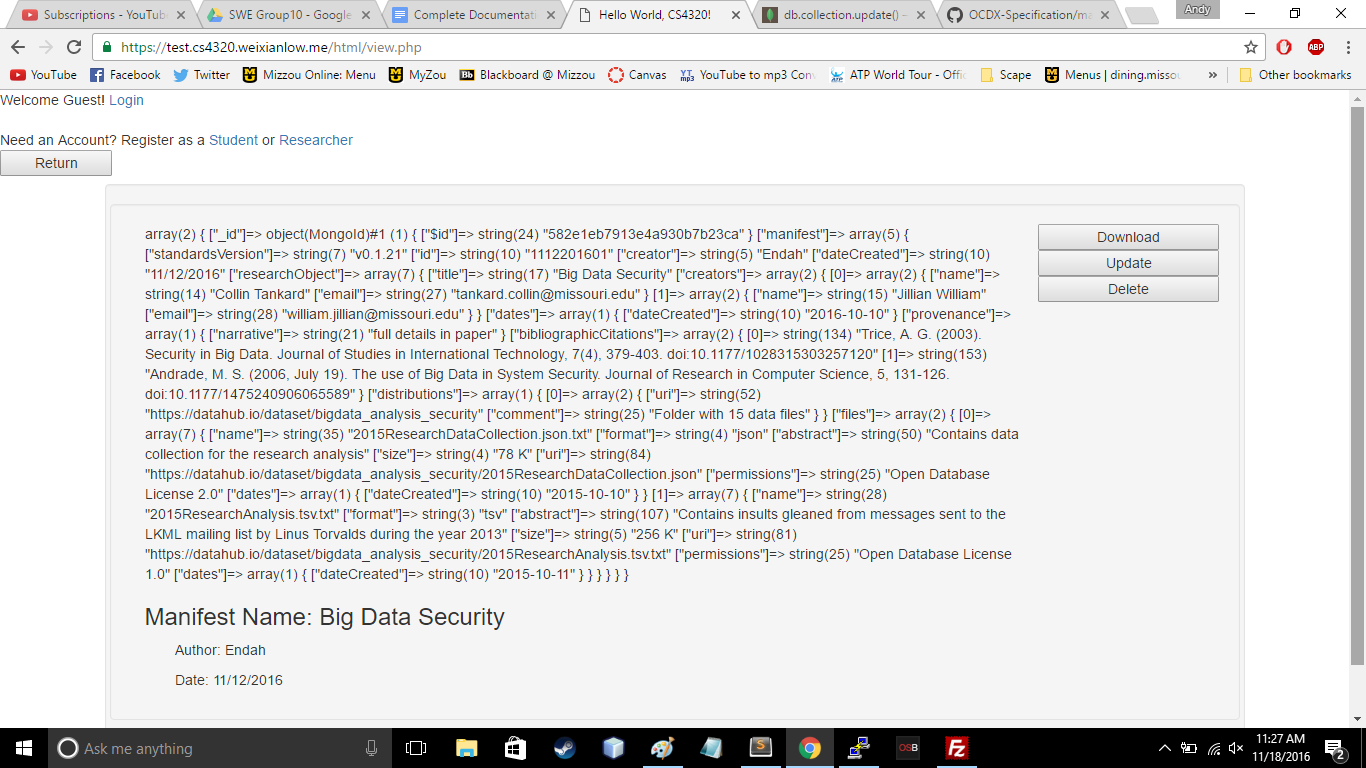 Subscriptions - YouTub
SWE Group10 - Google
Complete Documentati
Hello World, CS4320!
db.collection.update() –
OCDX-Specification/ma
Andy
https://test.cs4320.weixianlow.me/html/view.php
ABP
YouTube
Facebook
Twitter
Mizzou Online: Menu
MyZou
Bb Blackboard @ Mizzou
Canvas
YT mp3 YouTube to mp3 Conv
ATP World Tour - Offic
Scape
Menus | dining.missou
»
Other bookmarks
Welcome Guest! Login
Need an Account? Register as a Student or Researcher
Return
array(2) { ["_id"]=> object(MongoId)#1 (1) { ["$id"]=> string(24) "582e1eb7913e4a930b7b23ca" } ["manifest"]=> array(5) {
["standardsVersion"]=> string(7) "v0.1.21" ["id"]=> string(10) "1112201601" ["creator"]=> string(5) "Endah" ["dateCreated"]=> string(10)
"11/12/2016" ["researchObject"]=> array(7) { ["title"]=> string(17) "Big Data Security" ["creators"]=> array(2) { [0]=> array(2) { ["name"]=>
string(14) "Collin Tankard" ["email"]=> string(27) "tankard.collin@missouri.edu" } [1]=> array(2) { ["name"]=> string(15) "Jillian William"
["email"]=> string(28) "william.jillian@missouri.edu" } } ["dates"]=> array(1) { ["dateCreated"]=> string(10) "2016-10-10" } ["provenance"]=>
array(1) { ["narrative"]=> string(21) "full details in paper" } ["bibliographicCitations"]=> array(2) { [0]=> string(134) "Trice, A. G. (2003).
Security in Big Data. Journal of Studies in International Technology, 7(4), 379-403. doi:10.1177/1028315303257120" [1]=> string(153)
"Andrade, M. S. (2006, July 19). The use of Big Data in System Security. Journal of Research in Computer Science, 5, 131-126.
doi:10.1177/1475240906065589" } ["distributions"]=> array(1) { [0]=> array(2) { ["uri"]=> string(52)
"https://datahub.io/dataset/bigdata_analysis_security" ["comment"]=> string(25) "Folder with 15 data files" } } ["files"]=> array(2) { [0]=>
array(7) { ["name"]=> string(35) "2015ResearchDataCollection.json.txt" ["format"]=> string(4) "json" ["abstract"]=> string(50) "Contains data
collection for the research analysis" ["size"]=> string(4) "78 K" ["uri"]=> string(84)
"https://datahub.io/dataset/bigdata_analysis_security/2015ResearchDataCollection.json" ["permissions"]=> string(25) "Open Database
License 2.0" ["dates"]=> array(1) { ["dateCreated"]=> string(10) "2015-10-10" } } [1]=> array(7) { ["name"]=> string(28)
"2015ResearchAnalysis.tsv.txt" ["format"]=> string(3) "tsv" ["abstract"]=> string(107) "Contains insults gleaned from messages sent to the
LKML mailing list by Linus Torvalds during the year 2013" ["size"]=> string(5) "256 K" ["uri"]=> string(81)
"https://datahub.io/dataset/bigdata_analysis_security/2015ResearchAnalysis.tsv.txt" ["permissions"]=> string(25) "Open Database License
1.0" ["dates"]=> array(1) { ["dateCreated"]=> string(10) "2015-10-11" } } } } } }
Download
Update
Delete
Manifest Name: Big Data Security
Author: Endah
Date: 11/12/2016
Ask me anything
S
OSB
Fz
11:27 AM
11/18/2016
2